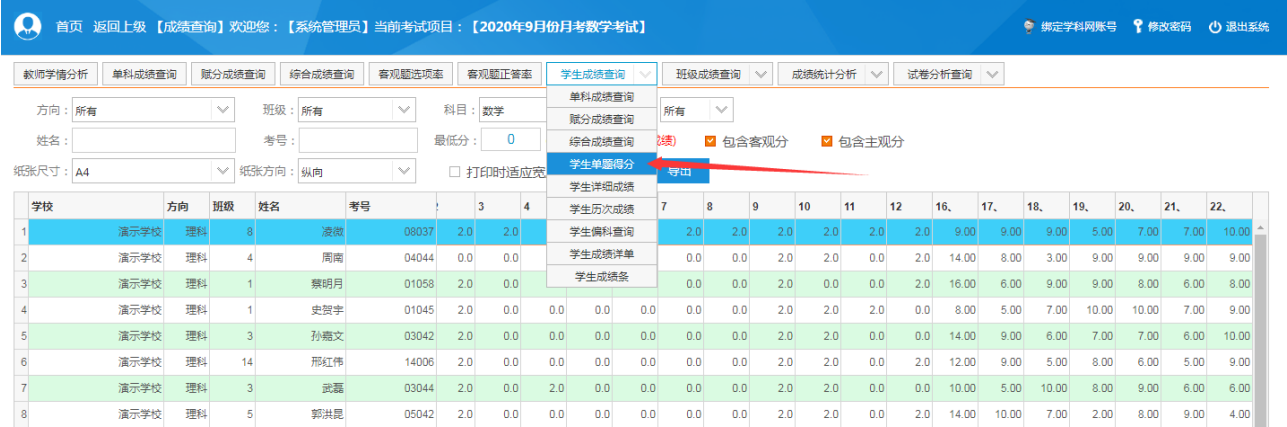 首页 返回上级 【成绩查询】欢迎您：【系统管理员】当前考试项目：【2020年9月份月考数学考试】 绑定学科网账号 修改密码 退出系统
教师学情分析 单科成绩查询 赋分成绩查询 综合成绩查询 客观题选项率 客观题正答率 学生成绩查询 班级成绩查询 成绩统计分析 试卷分析查询
单科成绩查询
方向： 所有 班级： 所有 科目： 数学 所有
赋分成绩查询
姓名： 考号： 最低分： 0 综合成绩查询 绩) 包含客观分 包含主观分
纸张尺寸： A4 纸张方向： 纵向 打印时适应宽 学生单题得分 导出
学生详细成绩
学校 方向 班级 姓名 考号 3 4 学生历次成绩 7 8 9 10 11 12 16、 17、 18、 19、 20、 21、 22、
1 演示学校 理科 8 凌微 08037 2.0 2.0 学生偏科查询 2.0 2.0 2.0 2.0 2.0 2.0 9.00 9.00 9.00 5.00 7.00 7.00 10.00
2 演示学校 理科 4 周南 04044 0.0 0.0 学生成绩详单 0.0 0.0 2.0 0.0 0.0 2.0 14.00 8.00 3.00 9.00 9.00 9.00 9.00
3 演示学校 理科 1 蔡明月 01058 2.0 0.0 学生成绩条 0.0 0.0 2.0 2.0 0.0 2.0 16.00 6.00 9.00 9.00 8.00 6.00 8.00
4 演示学校 理科 1 史贺宇 01045 2.0 0.0 0.0 0.0 0.0 0.0 0.0 2.0 2.0 2.0 0.0 8.00 5.00 7.00 10.00 10.00 7.00 9.00
5 演示学校 理科 3 孙嘉文 03042 2.0 0.0 0.0 0.0 0.0 0.0 0.0 2.0 2.0 0.0 2.0 14.00 9.00 6.00 7.00 7.00 6.00 10.00
6 演示学校 理科 14 邢红伟 14006 2.0 0.0 0.0 0.0 0.0 0.0 0.0 2.0 2.0 0.0 2.0 12.00 9.00 5.00 8.00 6.00 5.00 9.00
7 演示学校 理科 3 武磊 03044 2.0 0.0 2.0 0.0 0.0 0.0 0.0 2.0 2.0 0.0 2.0 10.00 5.00 10.00 8.00 9.00 6.00 6.00
8 演示学校 理科 5 郭洪昆 05042 2.0 0.0 0.0 0.0 0.0 0.0 0.0 2.0 2.0 0.0 2.0 14.00 10.00 7.00 2.00 8.00 9.00 4.00